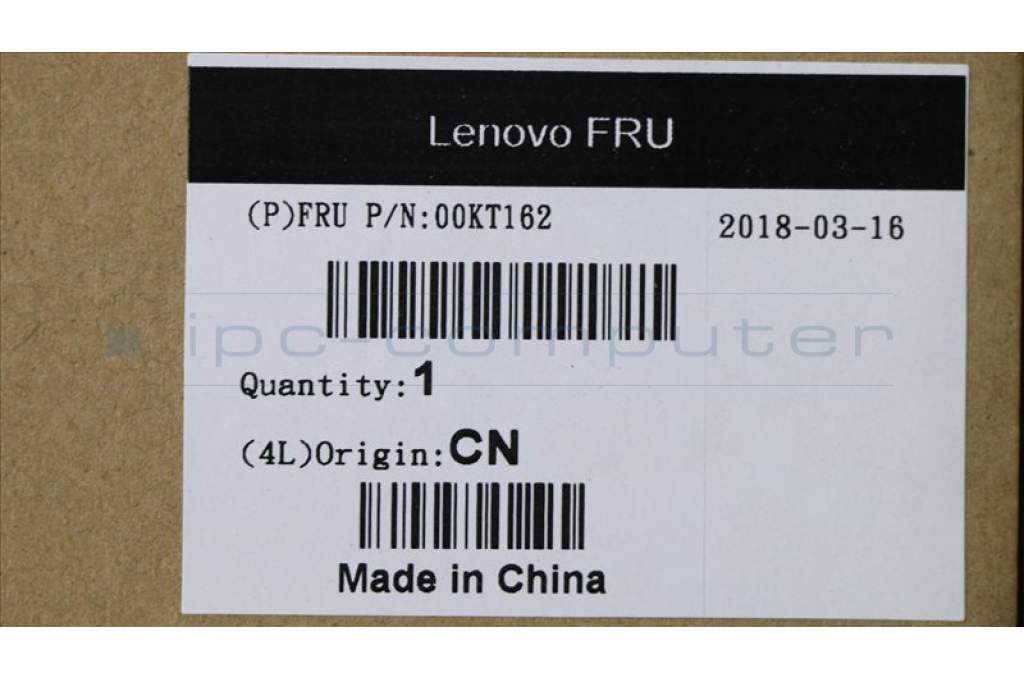 Lenovo FRU
(P)FRU P/N:00KT162
2018-03-16
ipc-computer
Quantity:1
(4L)Origin:CN
Made in China